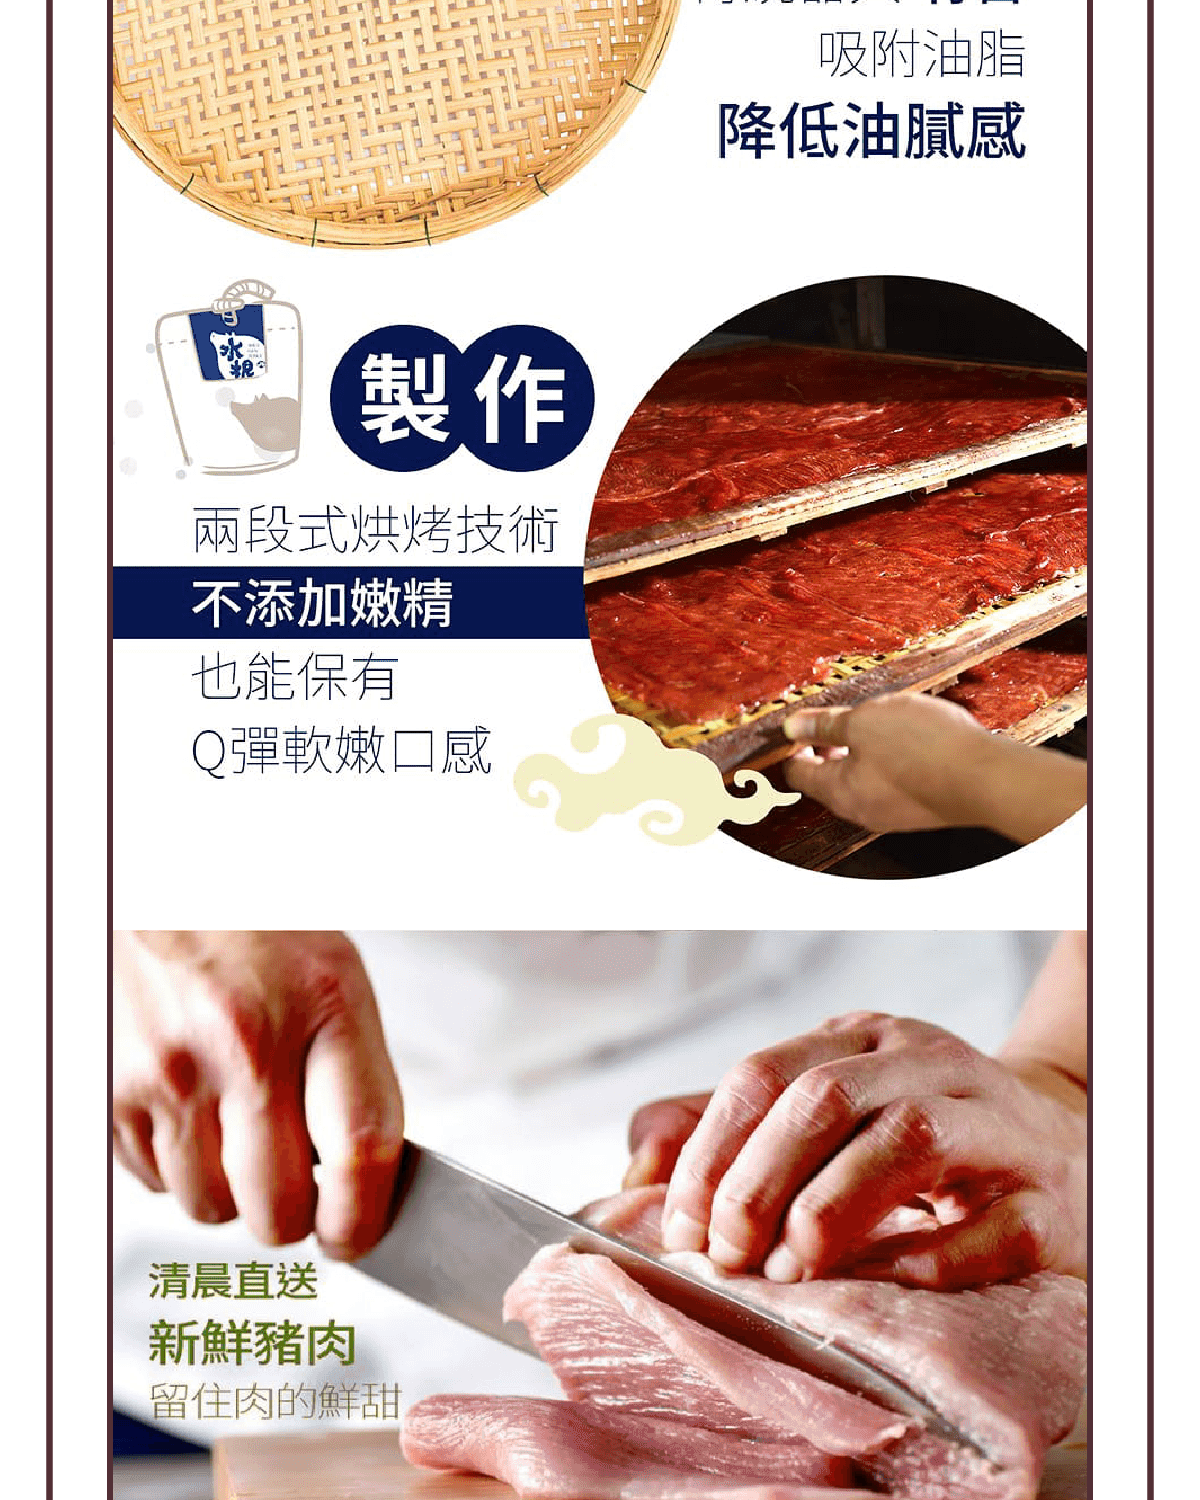 吸附油脂
降低油膩感
水根
製作
兩段式烘烤技術
不添加嫩精
也能保有
Q彈軟嫩口感
清晨直送
新鮮豬肉
留住肉的鮮甜